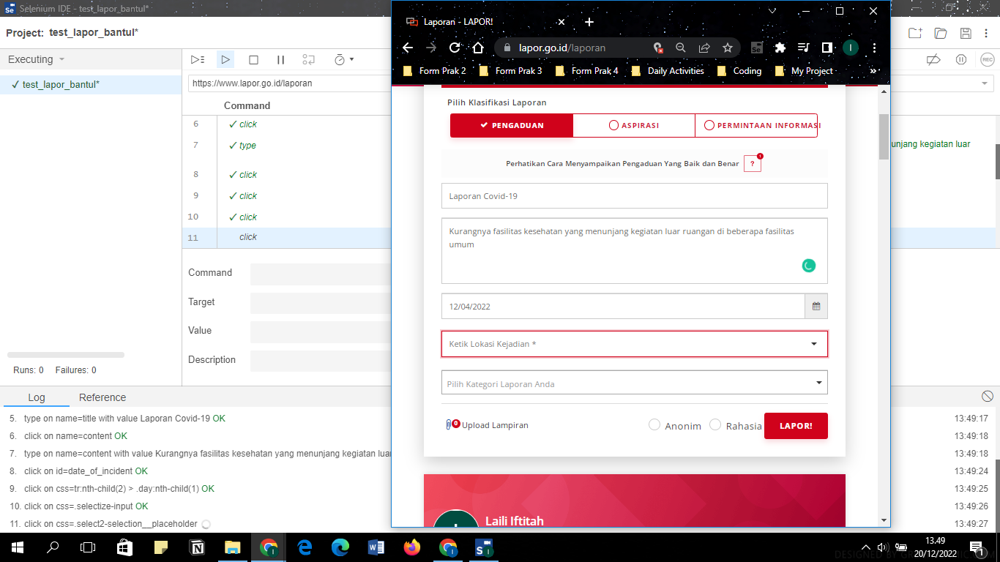 Selenium IDE - test_lapor_bantul*
Project: test_lapor_bantul*
Executing
✓ test_lapor_bantul*
Runs: 0 Failures: 0
REC
https://www.lapor.go.id/laporan
Command
6 ✓ click
7 ✓ type
unjang kegiatan luar
8 ✓ click
9 ✓ click
10 ✓ click
11 click
Command
Target
Value
Description
Log Reference
5. type on name=title with value Laporan Covid-19 OK 13:49:17
6. click on name=content OK 13:49:18
7. type on name=content with value Kurangnya fasilitas kesehatan yang menunjang kegiatan luar 13:49:18
8. click on id=date_of_incident OK 13:49:24
9. click on css=tr:nth-child(2) > .day:nth-child(1) OK 13:49:25
10. click on css=.selectize-input OK 13:49:26
11. click on css=.select2-selection__placeholder 13:49:27
Laporan - LAPOR!
lapor.go.id/laporan
Se
I
Form Prak 2 Form Prak 3 Form Prak 4 Daily Activities Coding My Project »
Pilih Klasifikasi Laporan
PENGADUAN ASPIRASI PERMINTAAN INFORMASI
Perhatikan Cara Menyampaikan Pengaduan Yang Baik dan Benar ?
Laporan Covid-19
Kurangnya fasilitas kesehatan yang menunjang kegiatan luar ruangan di beberapa fasilitas
umum
12/04/2022
Ketik Lokasi Kejadian *
Pilih Kategori Laporan Anda
0 Upload Lampiran Anonim Rahasia LAPOR!
Laili Iftitah
13.49
20/12/2022
1